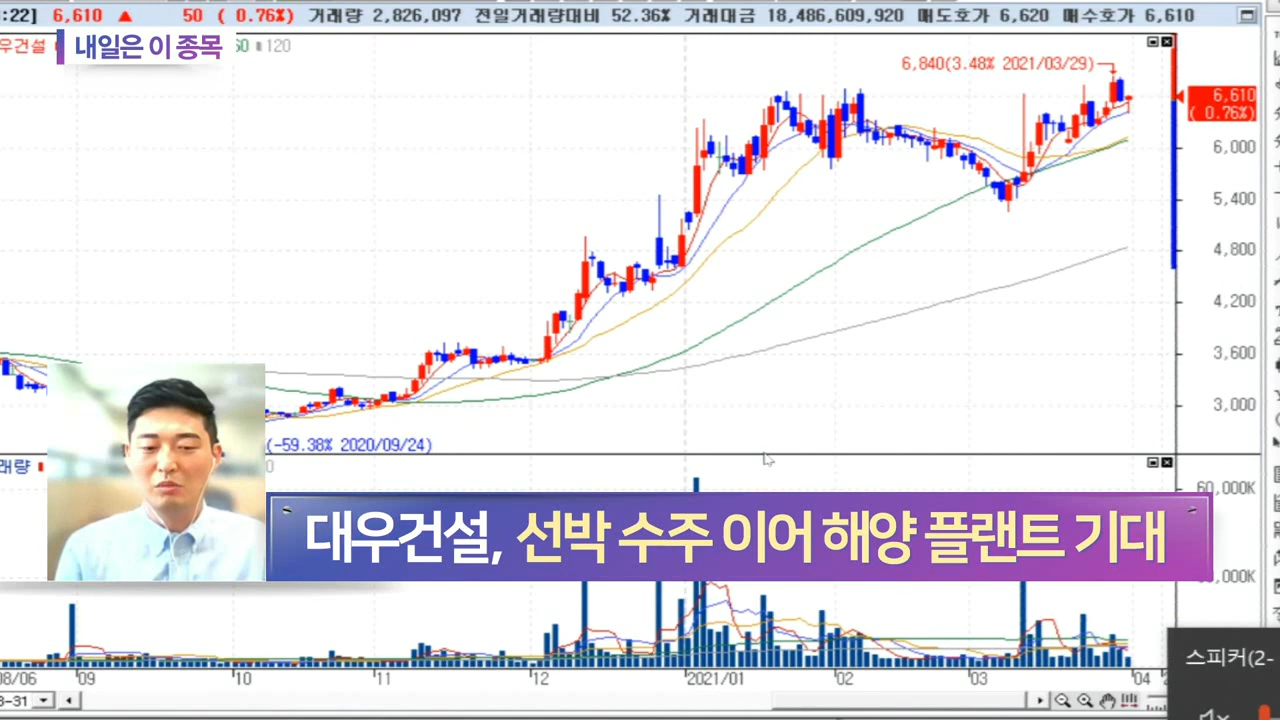 :22] 6,610 ▲ 50 ( 0.76%) 거래량 2,826,097 전일거래량대비 52.36% 거래대금 18,486,609,920 매도호가 6,620 매수호가 6,610
우건설 내일은 이 종목 60 120
6,840(3.48% 2021/03/29)
6,610
( 0.76%)
6,000
5,400
4,800
4,200
3,600
3,000
(-59.38% 2020/09/24)
래량
60,000K
대우건설, 선박 수주 이어 해양 플랜트 기대
0,000K
08/06 09 10 11 12 2021/01 02 03 04
3-31
스피커(2-